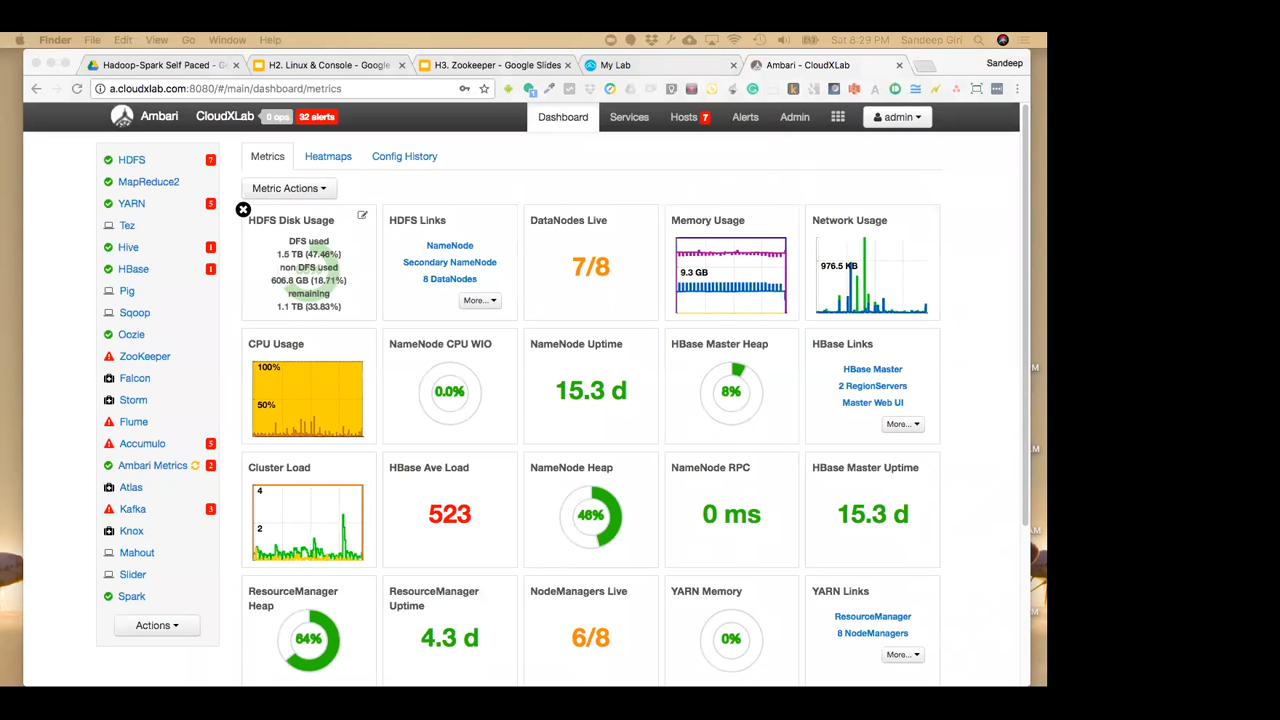 Finder File Edit View Go Window Help Sat 8:29 PM Sandeep Giri
Hadoop-Spark Self Paced - G H2. Linux & Console - Google H3. Zookeeper - Google Slides My Lab Ambari - CloudXLab Sandeep
a.cloudxlab.com:8080/#/main/dashboard/metrics
Ambari CloudXLab 0 ops 32 alerts Dashboard Services Hosts 7 Alerts Admin admin
HDFS 7
MapReduce2
YARN 5
Tez
Hive 1
HBase 1
Pig
Sqoop
Oozie
ZooKeeper
Falcon
Storm
Flume
Accumulo 5
Ambari Metrics 2
Atlas
Kafka 3
Knox
Mahout
Slider
Spark
Actions
Metrics Heatmaps Config History
Metric Actions
HDFS Disk Usage
DFS used
1.5 TB (47.46%)
non DFS used
606.8 GB (18.71%)
remaining
1.1 TB (33.83%)
HDFS Links
NameNode
Secondary NameNode
8 DataNodes
More...
DataNodes Live
7/8
Memory Usage
9.3 GB
Network Usage
976.5 KB
CPU Usage
100%
50%
NameNode CPU WIO
0.0%
NameNode Uptime
15.3 d
HBase Master Heap
8%
HBase Links
HBase Master
2 RegionServers
Master Web UI
More...
Cluster Load
4
2
HBase Ave Load
523
NameNode Heap
46%
NameNode RPC
0 ms
HBase Master Uptime
15.3 d
ResourceManager
Heap
64%
ResourceManager
Uptime
4.3 d
NodeManagers Live
6/8
YARN Memory
0%
YARN Links
ResourceManager
8 NodeManagers
More...